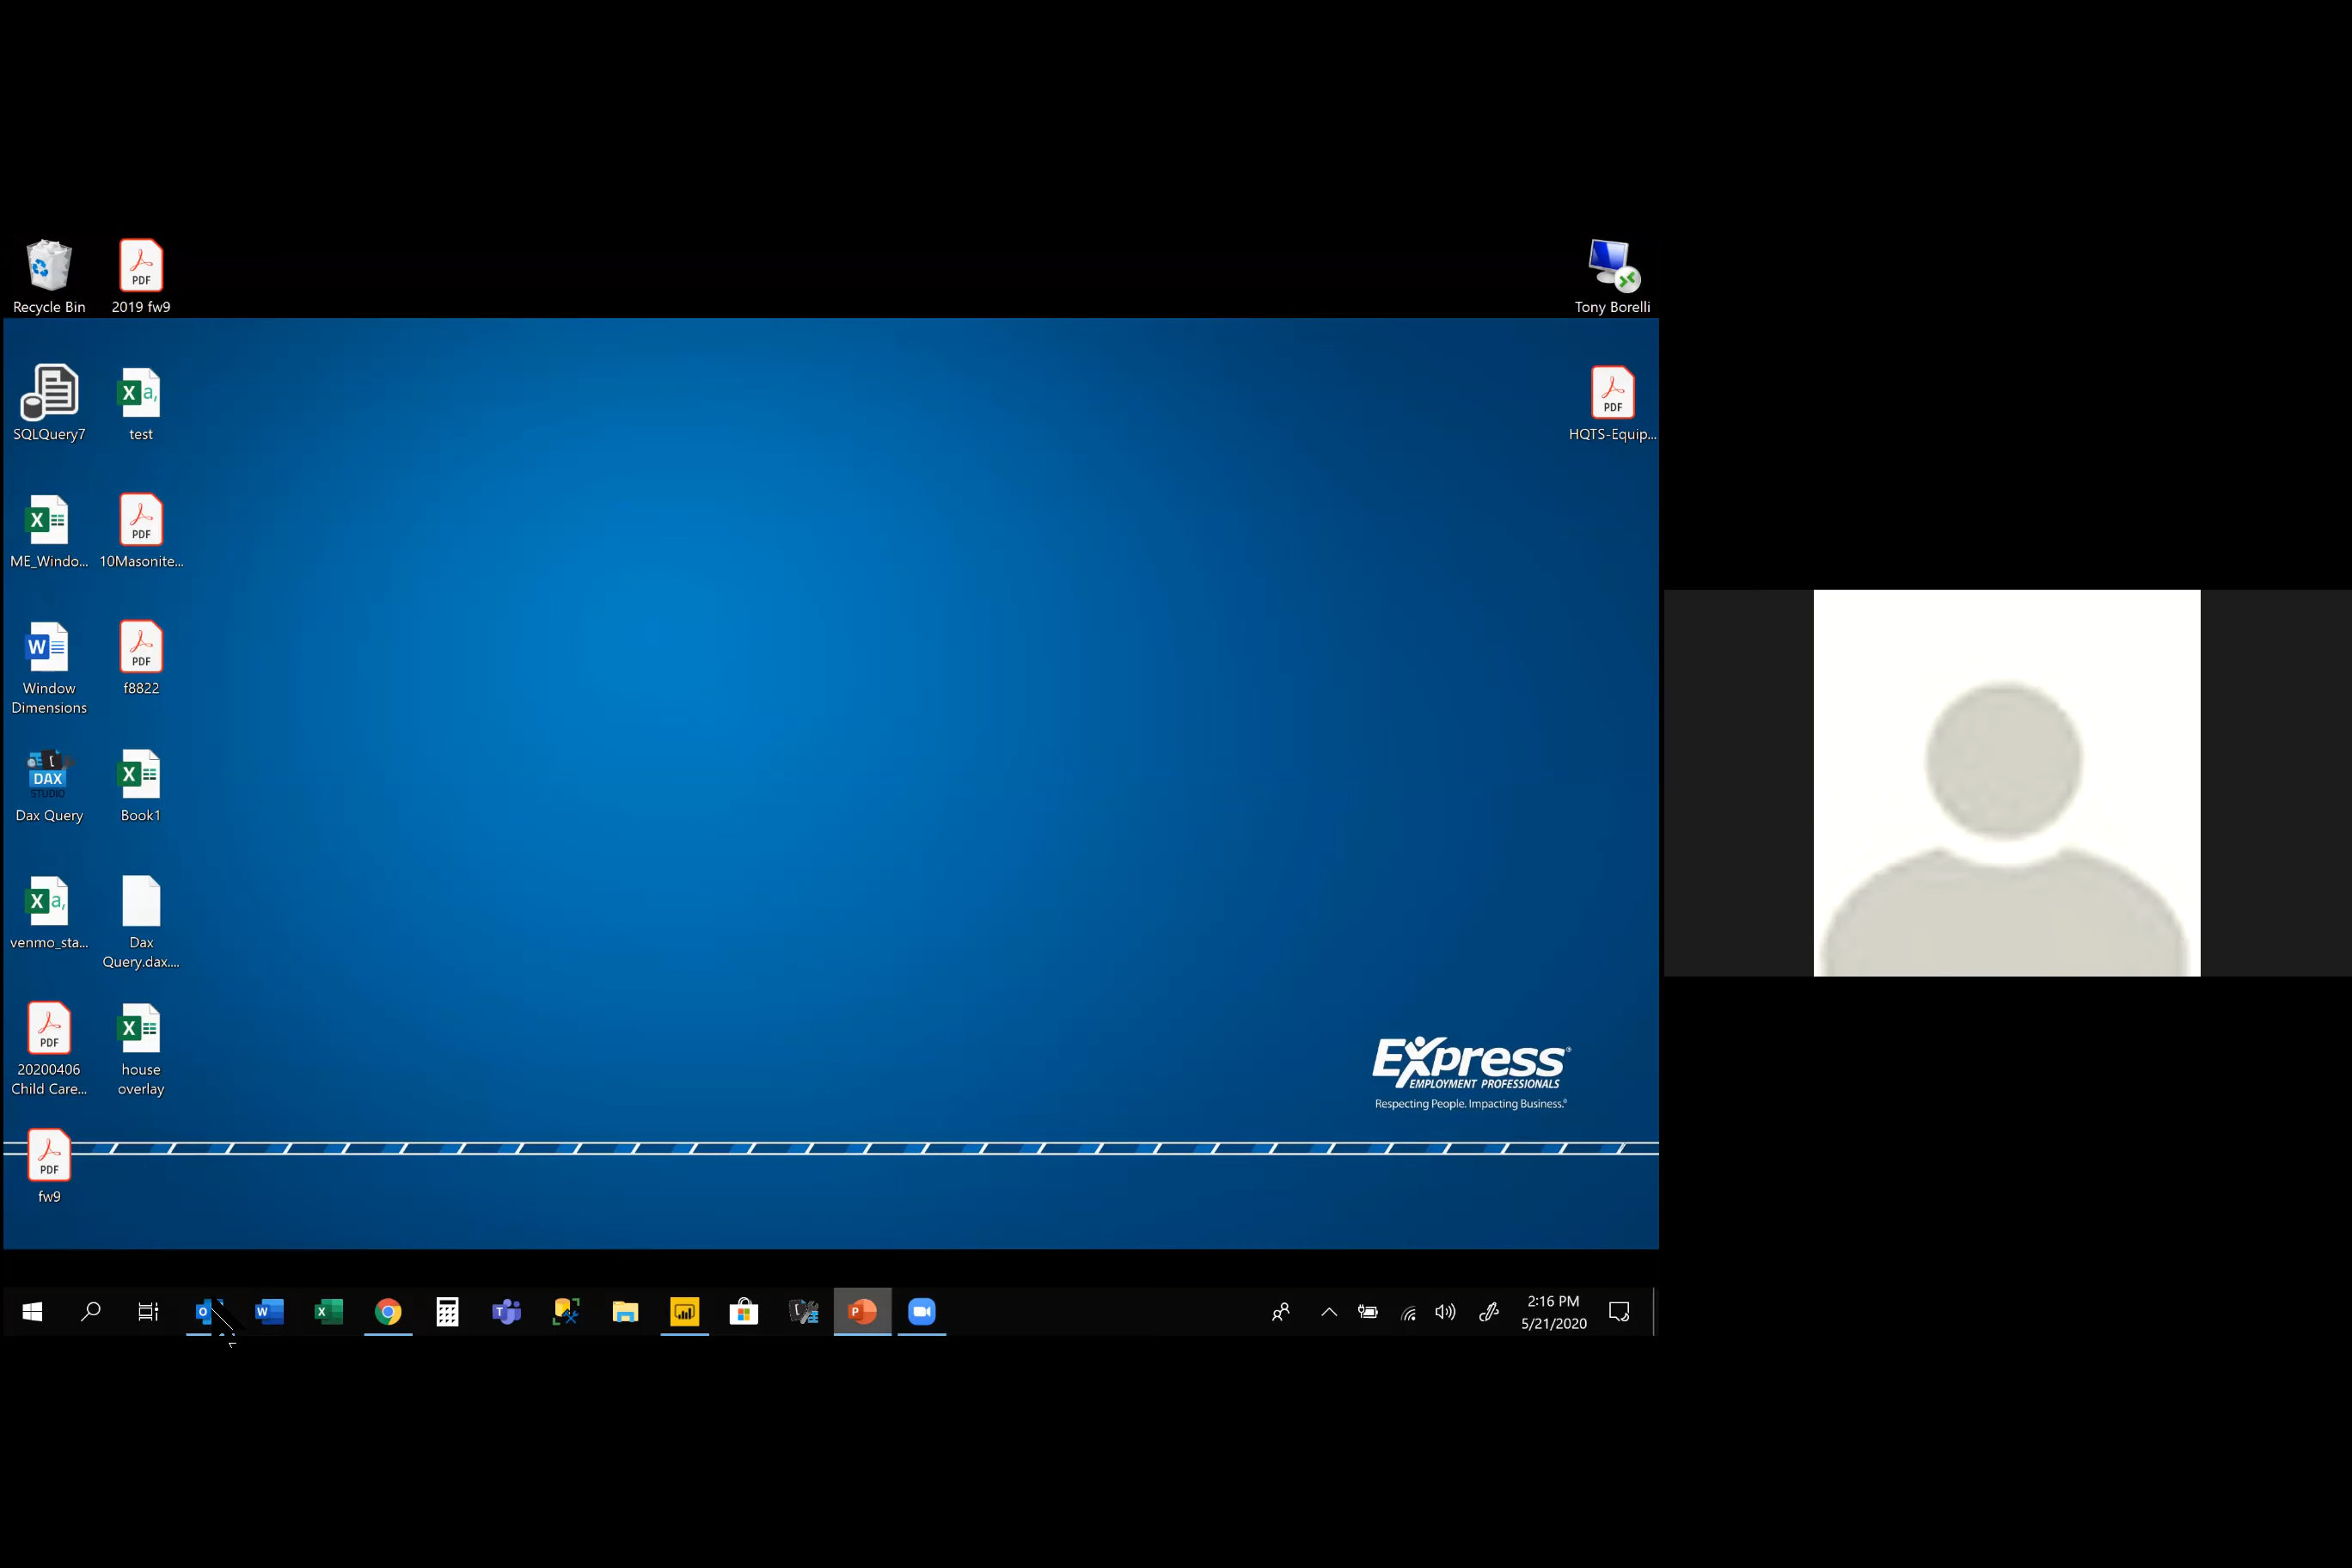 Recycle Bin
2019 fw9
Tony Borelli
SQLQuery7
test
HQTS-Equip...
ME_Windo...
10Masonite...
Window
Dimensions
f8822
Dax Query
Book1
venmo_sta...
Dax
Query.dax....
20200406
Child Care...
house
overlay
fw9
PDF
PDF
PDF
PDF
PDF
PDF
PDF
DAX
STUDIO
Express
EMPLOYMENT PROFESSIONALS
Respecting People. Impacting Business.®
2:16 PM
5/21/2020